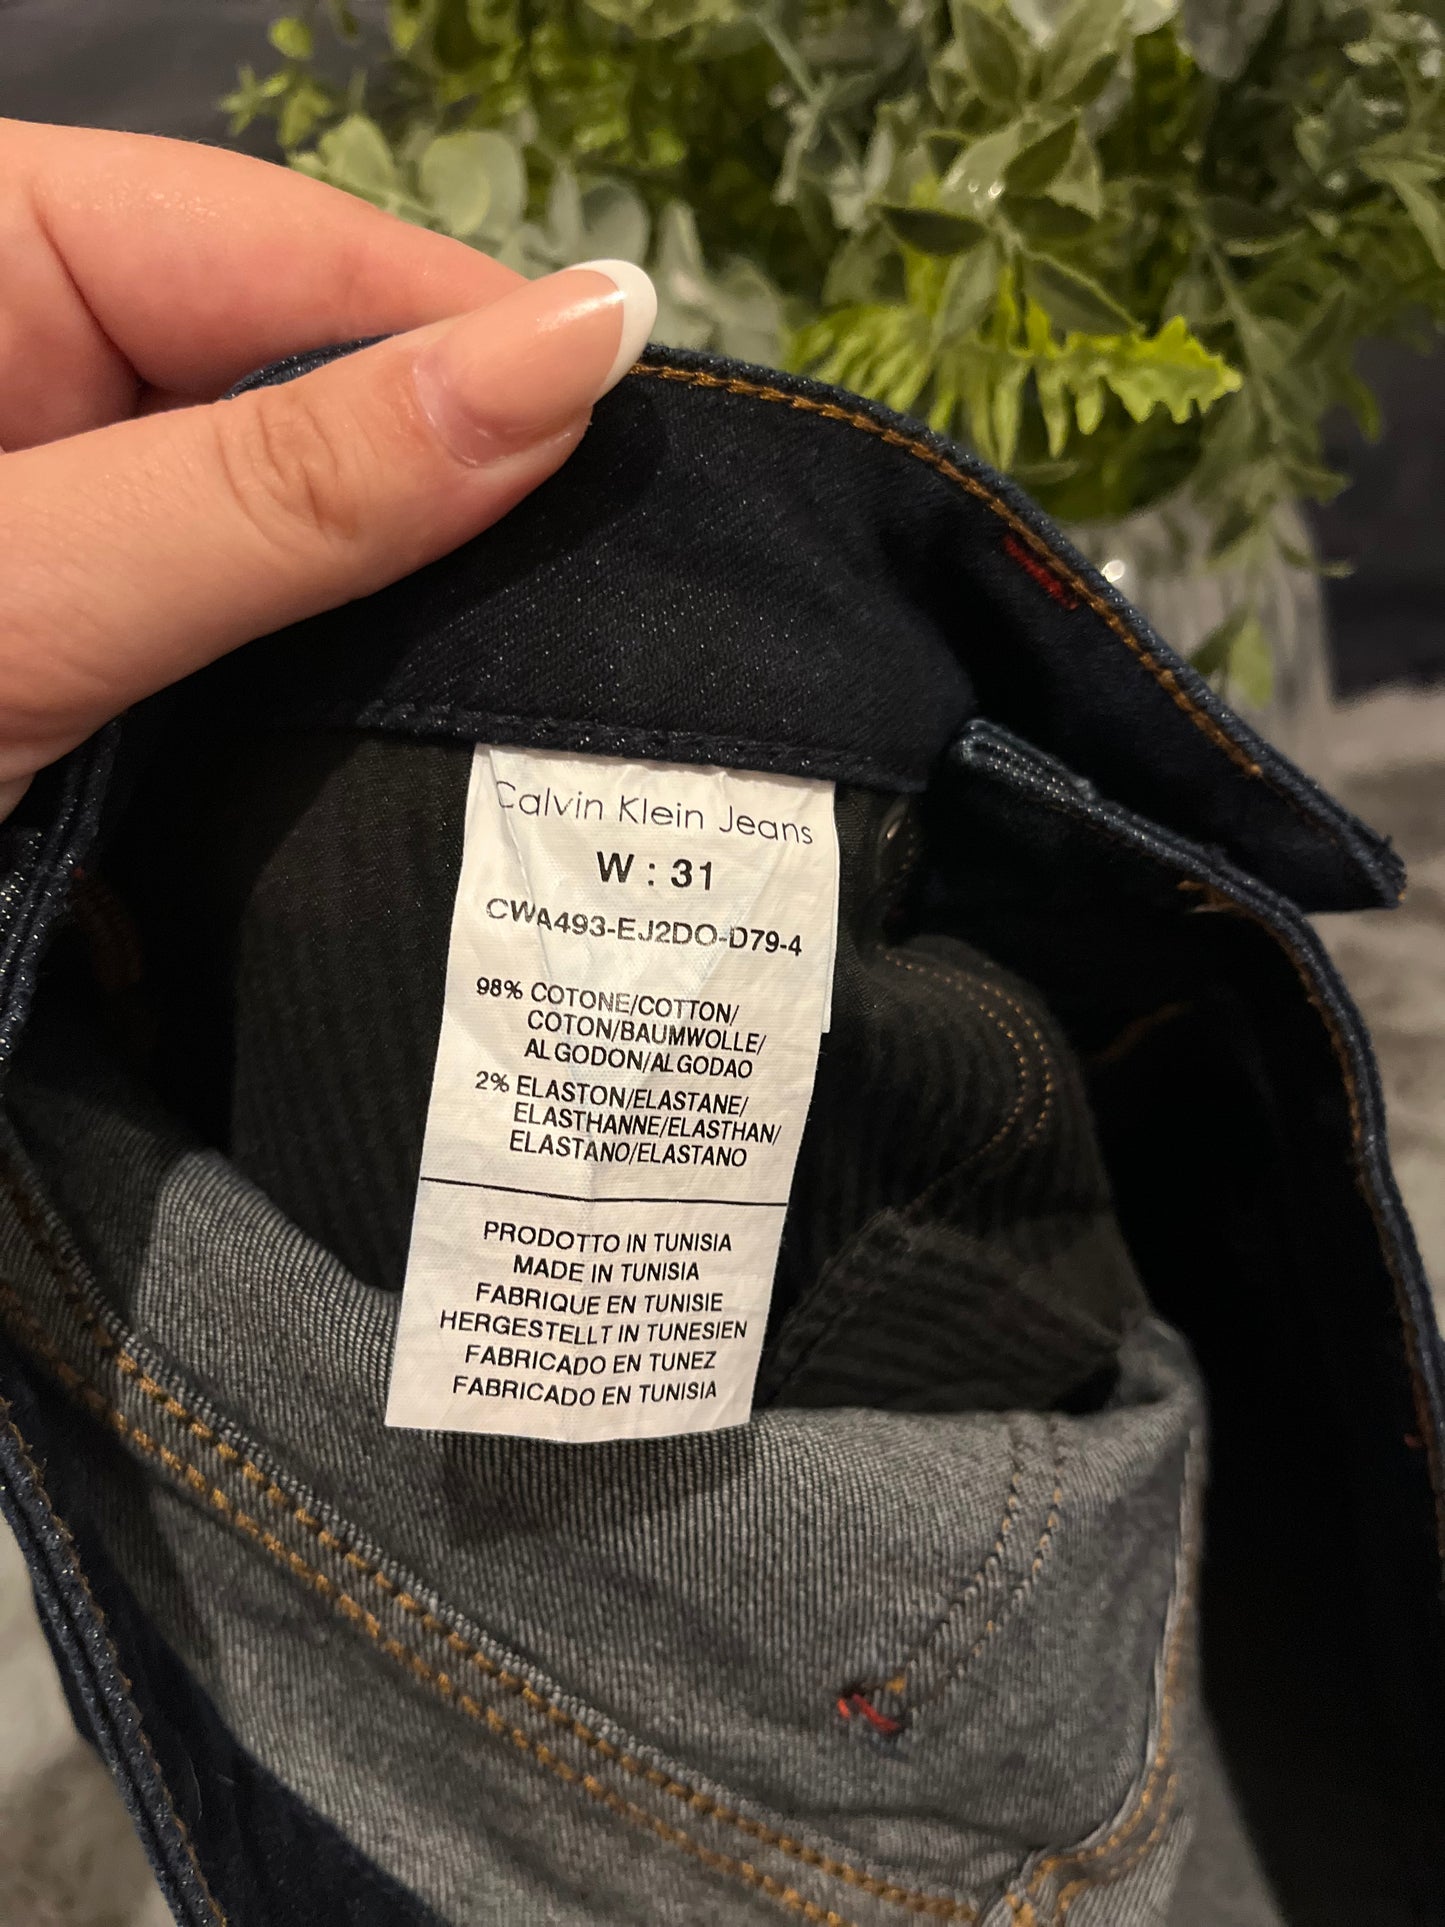 Calvin Klein Jeans
W : 31
CWA493-EJ2DO-D79-4
98% COTONE/COTTON/
COTON/BAUMWOLLE/
ALGODON/ALGODAO
2% ELASTON/ELASTANE/
ELASTHANNE/ELASTHAN/
ELASTANO/ELASTANO
PRODOTTO IN TUNISIA
MADE IN TUNISIA
FABRIQUE EN TUNISIE
HERGESTELLT IN TUNESIEN
FABRICADO EN TUNEZ
FABRICADO EN TUNISIA